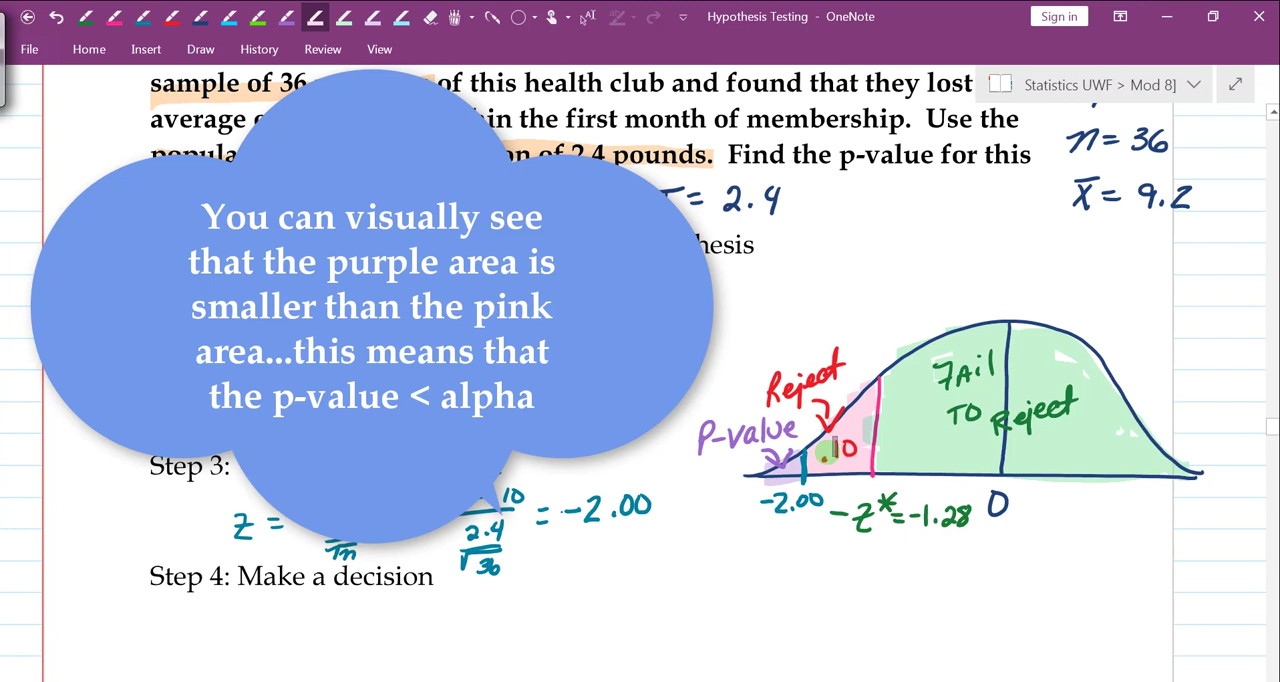 Hypothesis Testing - OneNote
Sign in
File Home Insert Draw History Review View
Statistics UWF > Mod 8]
sample of 36 of this health club and found that they lost
average in the first month of membership. Use the
of 2.4 pounds. Find the p-value for this
= 2.4
n = 36
x̄ = 9.2
You can visually see
that the purple area is
smaller than the pink
area...this means that
the p-value < alpha
Reject
P-value
.10
FAil
TO Reject
-2.00
-z* = -1.28
0
Step 3:
z =
√n
10
2.4
√36
= -2.00
Step 4: Make a decision